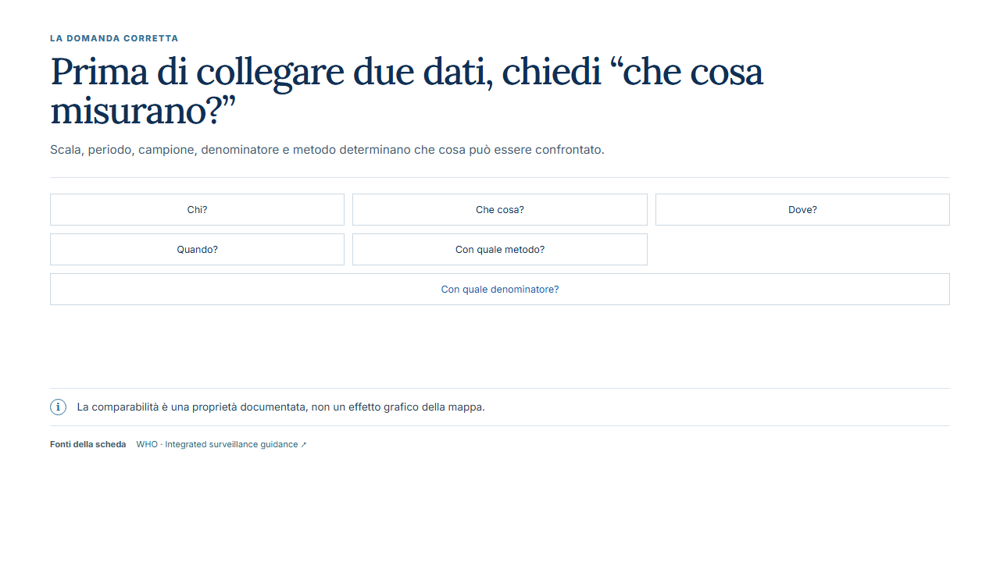 LA DOMANDA CORRETTA
Prima di collegare due dati, chiedi “che cosa
misurano?”
Scala, periodo, campione, denominatore e metodo determinano che cosa può essere confrontato.
Chi?
Che cosa?
Dove?
Quando?
Con quale metodo?
Con quale denominatore?
i La comparabilità è una proprietà documentata, non un effetto grafico della mappa.
Fonti della scheda WHO · Integrated surveillance guidance ↗